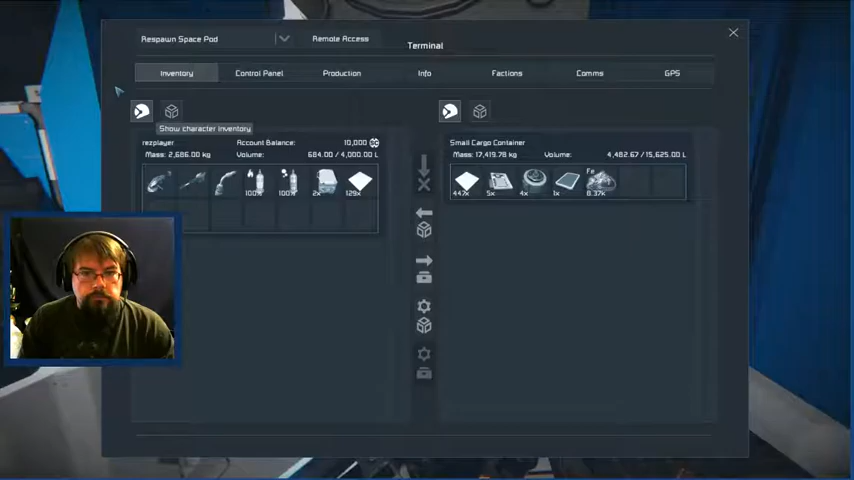 Respawn Space Pod
Remote Access
Terminal
Inventory
Control Panel
Production
Info
Factions
Comms
GPS
Show character inventory
rezplayer
Account Balance:
10,000 SC
Mass: 2,686.00 kg
Volume:
684.00 / 4,000.00 L
100%
100%
2x
129x
Small Cargo Container
Mass: 17,419.78 kg
Volume:
4,482.67 / 15,625.00 L
Fe
447x
5x
4x
1x
8.37K